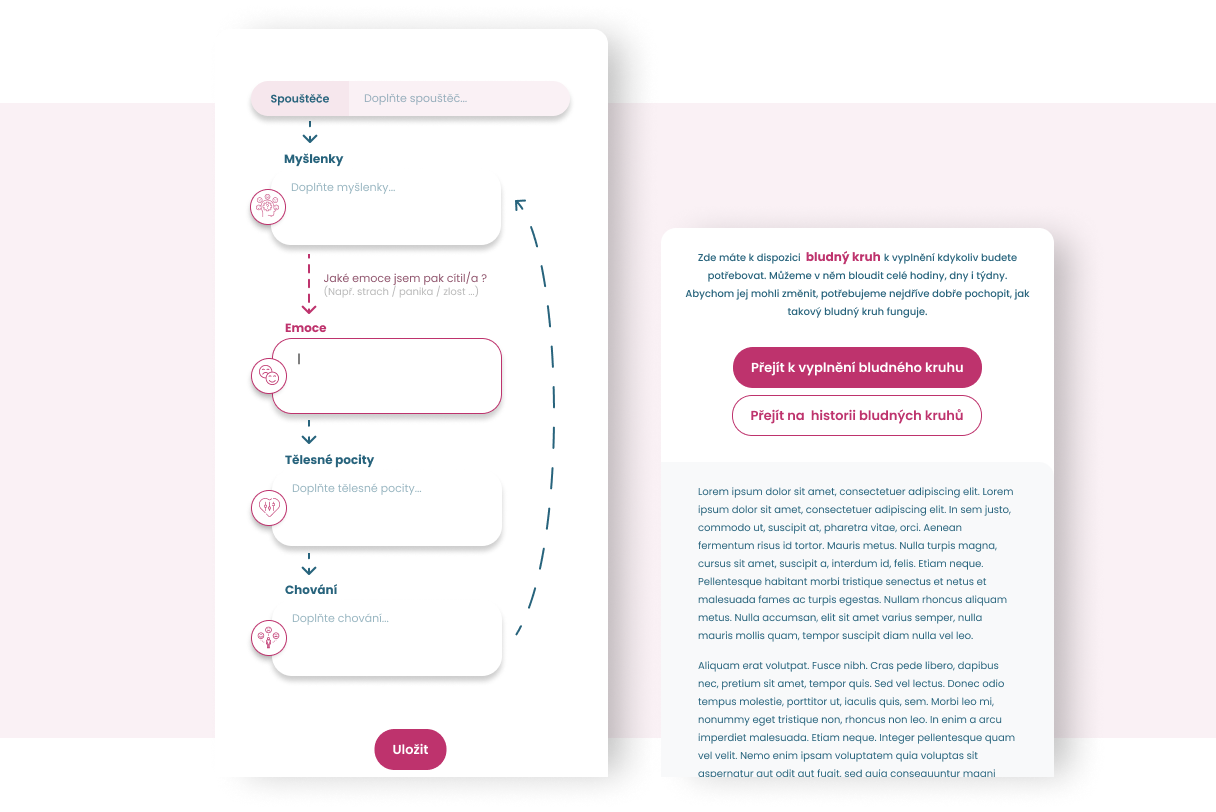 Spouštěče
Doplňte spouštěč...
Myšlenky
Doplňte myšlenky...
Jaké emoce jsem pak cítil/a ?
(Např. strach / panika / zlost ...)
Emoce
Tělesné pocity
Doplňte tělesné pocity...
Chování
Doplňte chování...
Uložit
Zde máte k dispozici bludný kruh k vyplnění kdykoliv budete
potřebovat. Můžeme v něm bloudit celé hodiny, dny i týdny.
Abychom jej mohli změnit, potřebujeme nejdříve dobře pochopit, jak
takový bludný kruh funguje.
Přejít k vyplnění bludného kruhu
Přejít na historii bludných kruhů
Lorem ipsum dolor sit amet, consectetuer adipiscing elit. Lorem
ipsum dolor sit amet, consectetuer adipiscing elit. In sem justo,
commodo ut, suscipit at, pharetra vitae, orci. Aenean
fermentum risus id tortor. Mauris metus. Nulla turpis magna,
cursus sit amet, suscipit a, interdum id, felis. Etiam neque.
Pellentesque habitant morbi tristique senectus et netus et
malesuada fames ac turpis egestas. Nullam rhoncus aliquam
metus. Nulla accumsan, elit sit amet varius semper, nulla
mauris mollis quam, tempor suscipit diam nulla vel leo.
Aliquam erat volutpat. Fusce nibh. Cras pede libero, dapibus
nec, pretium sit amet, tempor quis. Sed vel lectus. Donec odio
tempus molestie, porttitor ut, iaculis quis, sem. Morbi leo mi,
nonummy eget tristique non, rhoncus non leo. In enim a arcu
imperdiet malesuada. Etiam neque. Integer pellentesque quam
vel velit. Nemo enim ipsam voluptatem quia voluptas sit
aspernatur aut odit aut fugit, sed quia consequuntur magni